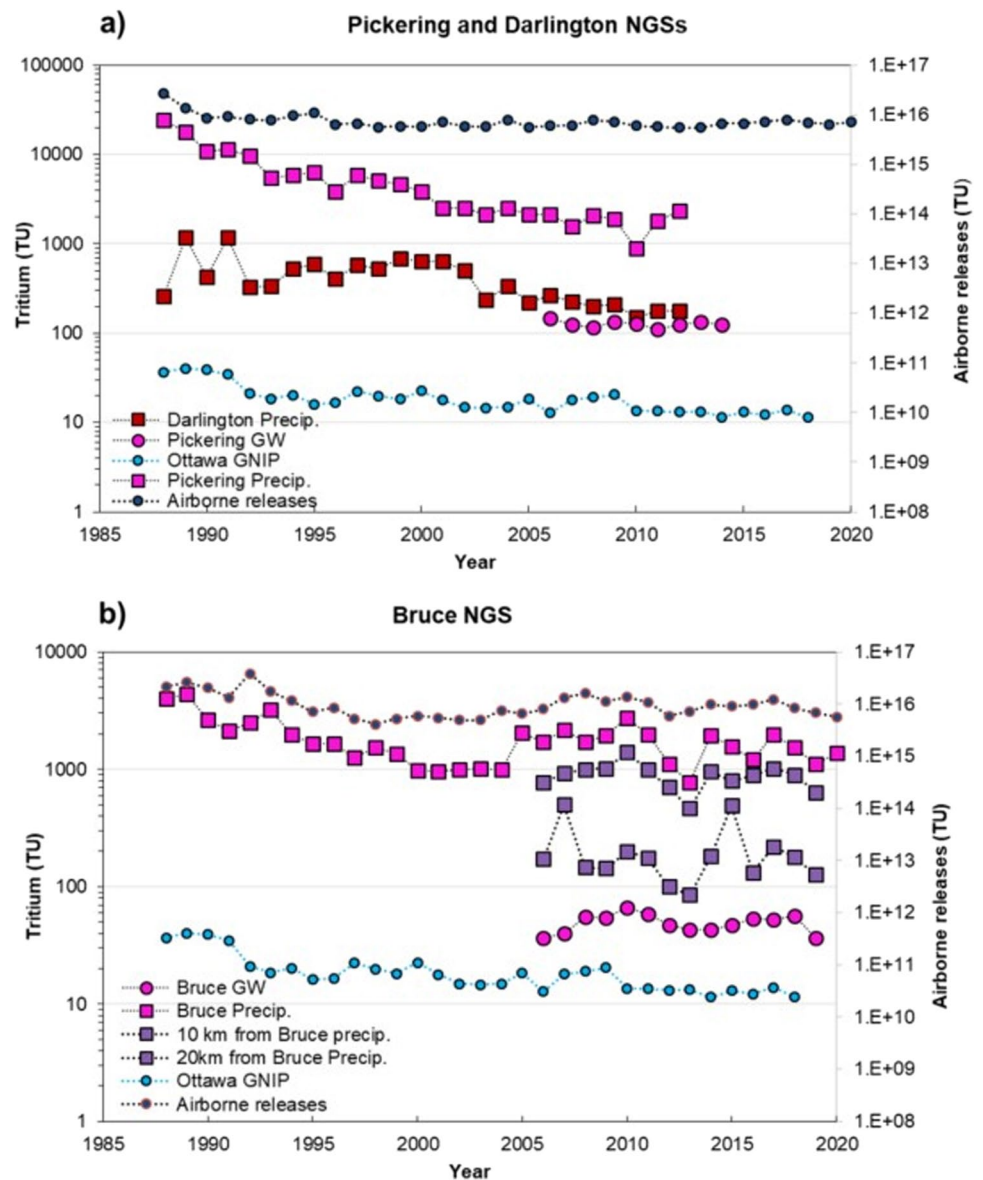 a)
Pickering and Darlington NGSs
100000
10000
1000
100
10
1
Tritium (TU)
1.E+17
1.E+16
1.E+15
1.E+14
1.E+13
1.E+12
1.E+11
1.E+10
1.E+09
1.E+08
Airborne releases (TU)
Darlington Precip.
Pickering GW
Ottawa GNIP
Pickering Precip.
Airborne releases
1985 1990 1995 2000 2005 2010 2015 2020
Year
b)
Bruce NGS
10000
1000
100
10
1
Tritium (TU)
1.E+17
1.E+16
1.E+15
1.E+14
1.E+13
1.E+12
1.E+11
1.E+10
1.E+09
1.E+08
Airborne releases (TU)
Bruce GW
Bruce Precip.
10 km from Bruce precip.
20km from Bruce Precip.
Ottawa GNIP
Airborne releases
1985 1990 1995 2000 2005 2010 2015 2020
Year